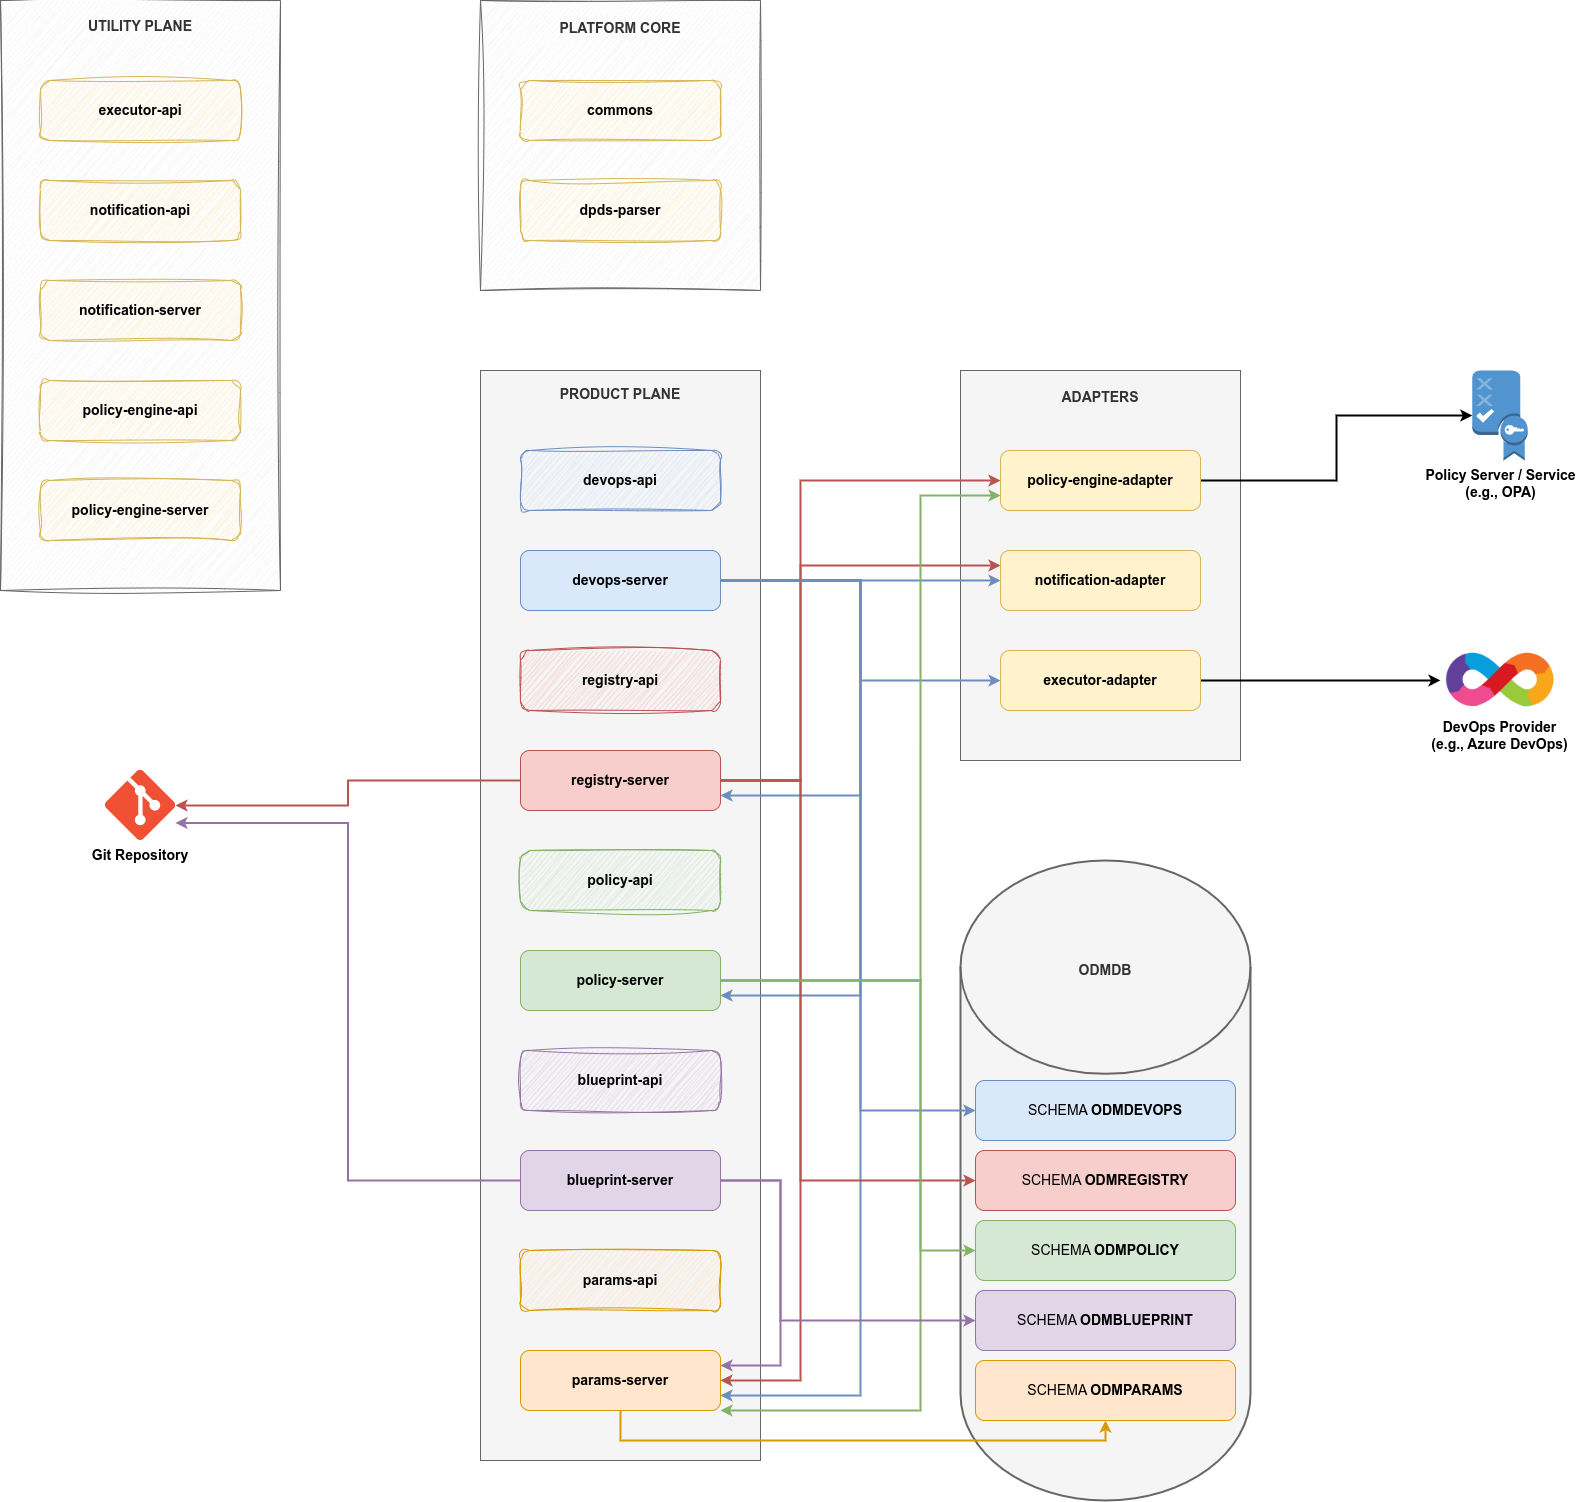 UTILITY PLANE
executor-api
notification-api
notification-server
policy-engine-api
policy-engine-server
PLATFORM CORE
commons
dpds-parser
PRODUCT PLANE
devops-api
devops-server
registry-api
registry-server
policy-api
policy-server
blueprint-api
blueprint-server
params-api
params-server
ADAPTERS
policy-engine-adapter
notification-adapter
executor-adapter
Policy Server / Service
(e.g., OPA)
DevOps Provider
(e.g., Azure DevOps)
Git Repository
ODMDB
SCHEMA ODMDEVOPS
SCHEMA ODMREGISTRY
SCHEMA ODMPOLICY
SCHEMA ODMBLUEPRINT
SCHEMA ODMPARAMS